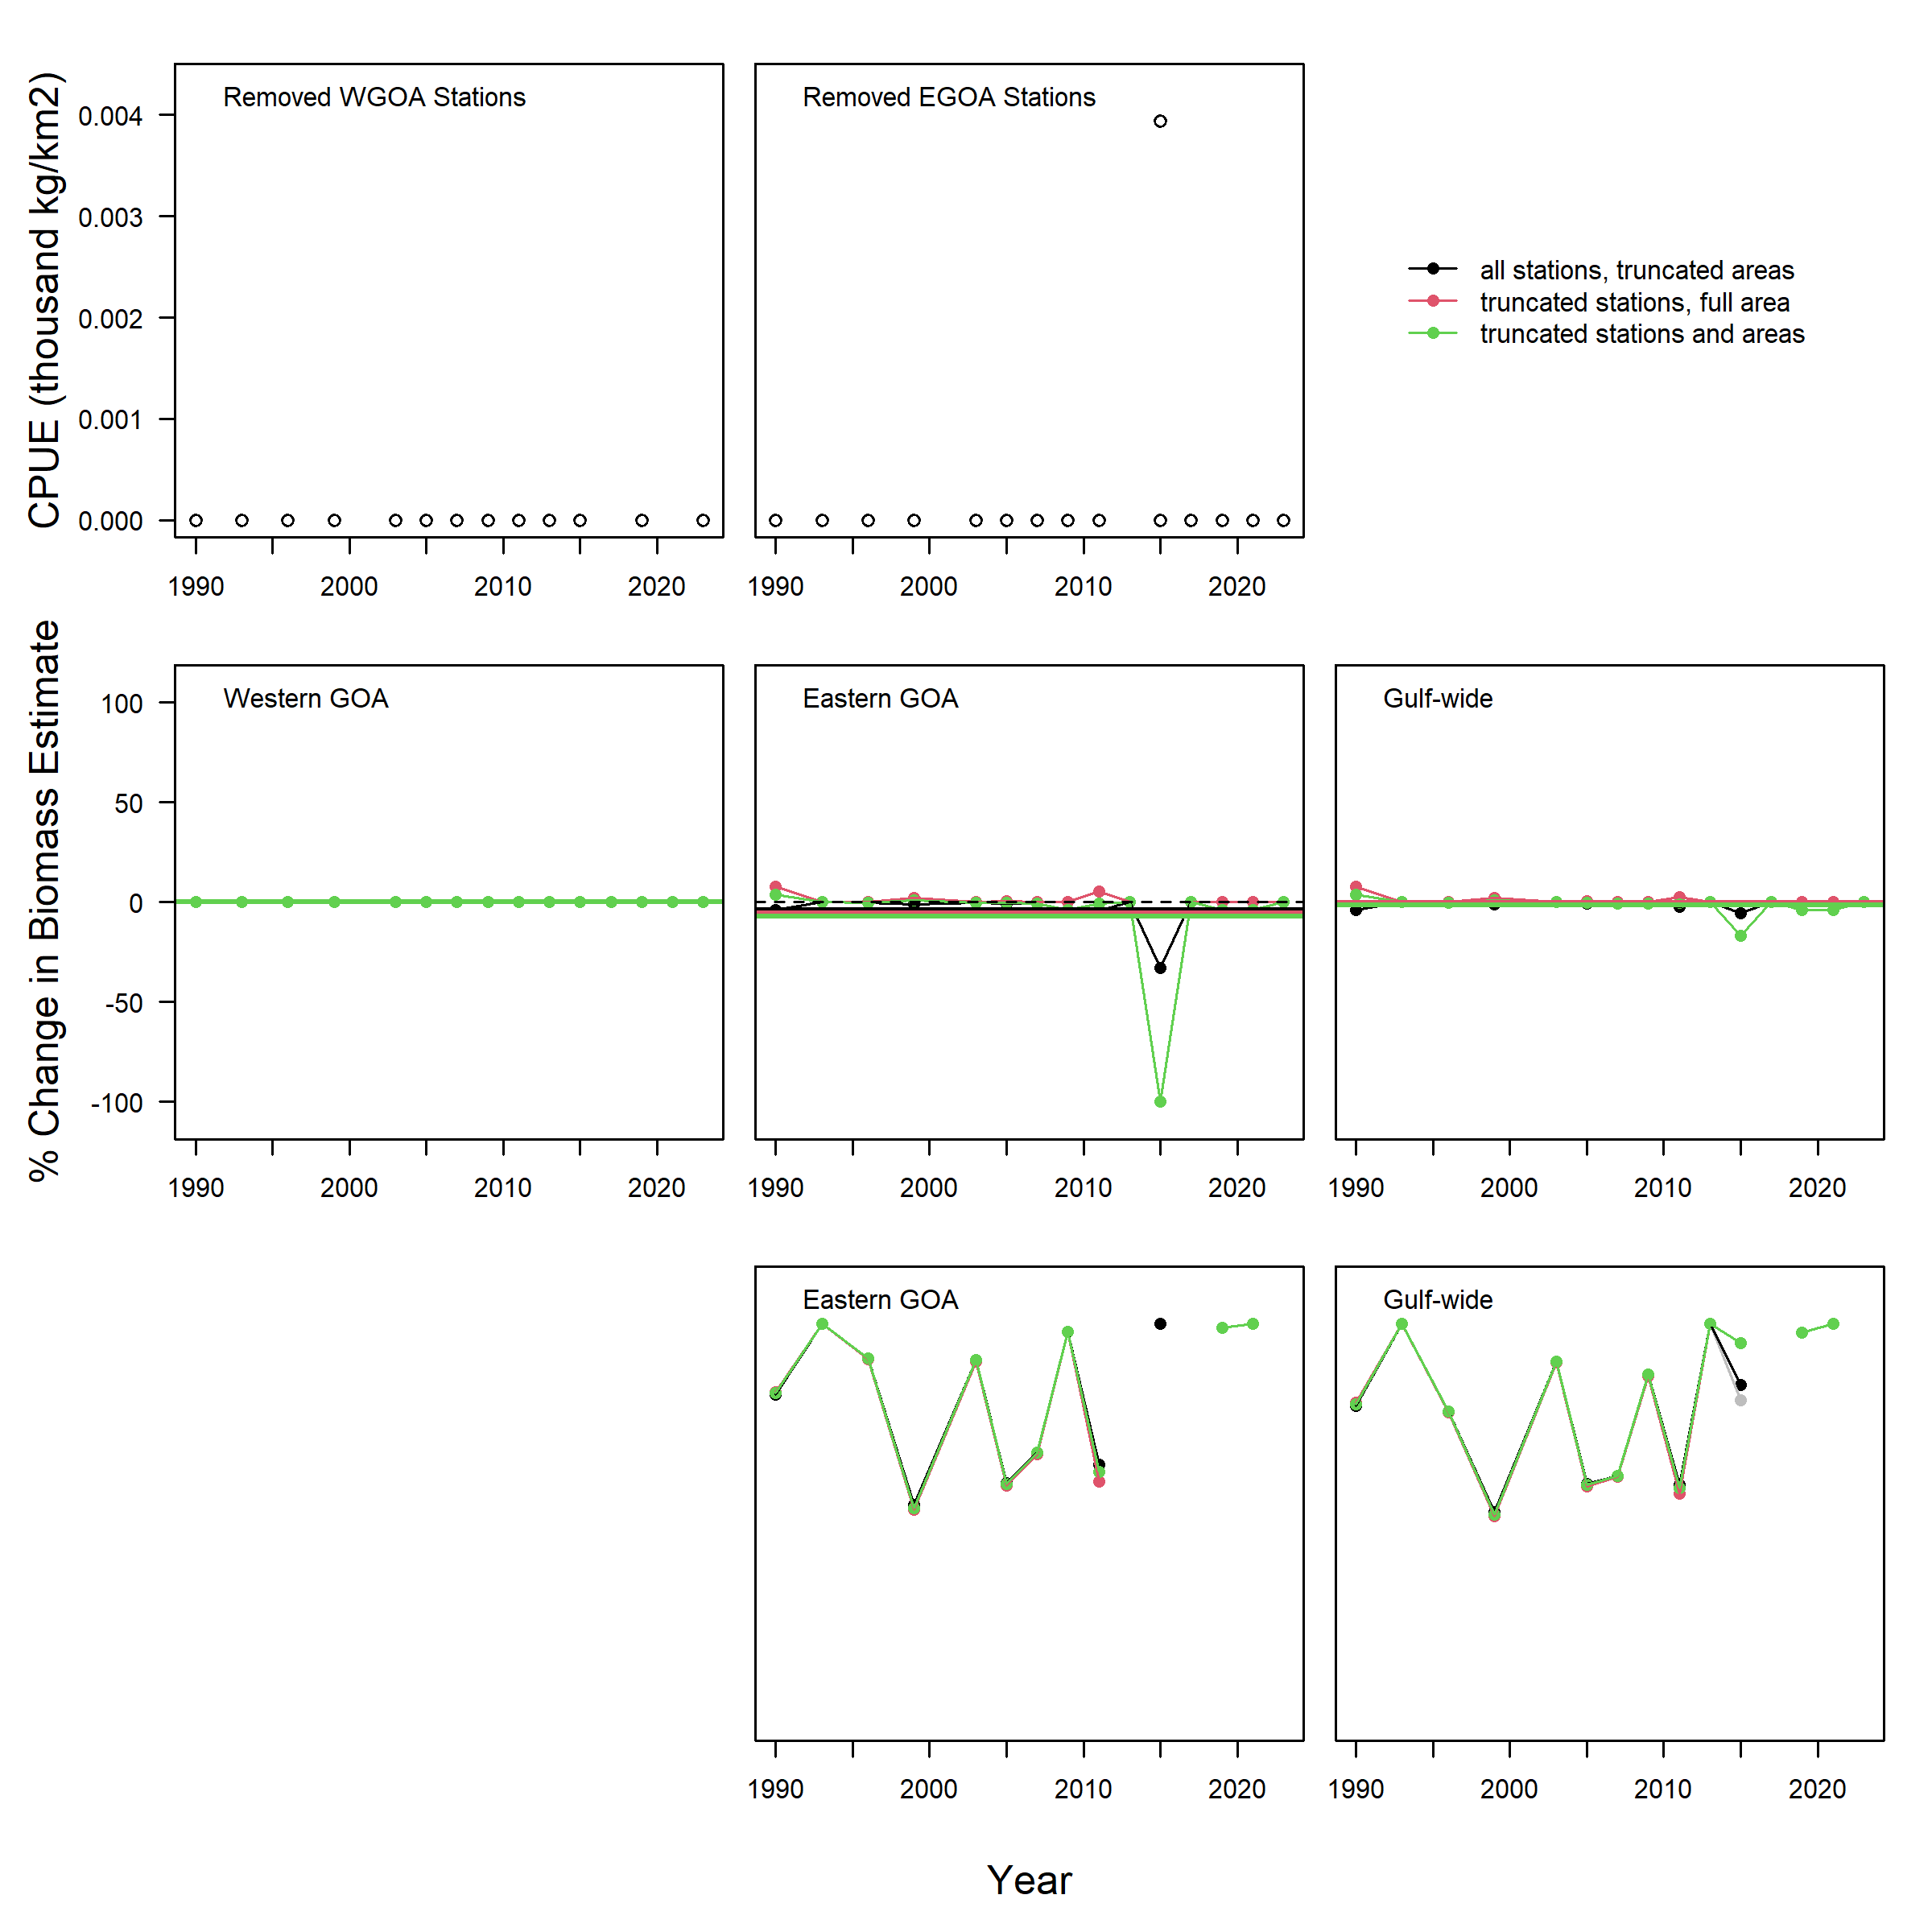 Removed WGOA Stations
Removed EGOA Stations
CPUE (thousand kg/km2)
0.004
0.003
0.002
0.001
0.000
1990 2000 2010 2020
1990 2000 2010 2020
all stations, truncated areas
truncated stations, full area
truncated stations and areas
% Change in Biomass Estimate
Western GOA
Eastern GOA
Gulf-wide
100
50
0
-50
-100
1990 2000 2010 2020
1990 2000 2010 2020
1990 2000 2010 2020
Eastern GOA
Gulf-wide
1990 2000 2010 2020
1990 2000 2010 2020
Year